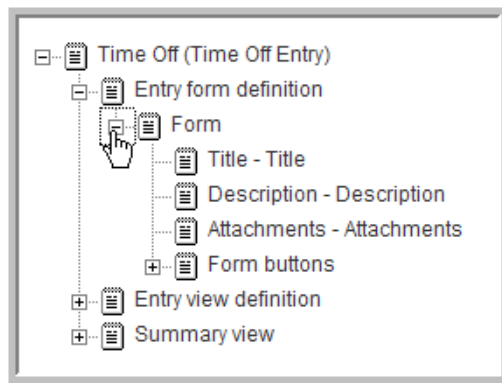 Time Off (Time Off Entry)
Entry form definition
Form
Title - Title
Description - Description
Attachments - Attachments
Form buttons
Entry view definition
Summary view